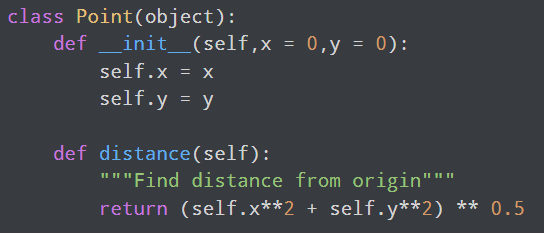 class Point(object):
    def __init__(self,x = 0,y = 0):
        self.x = x
        self.y = y

    def distance(self):
        """Find distance from origin"""
        return (self.x**2 + self.y**2) ** 0.5